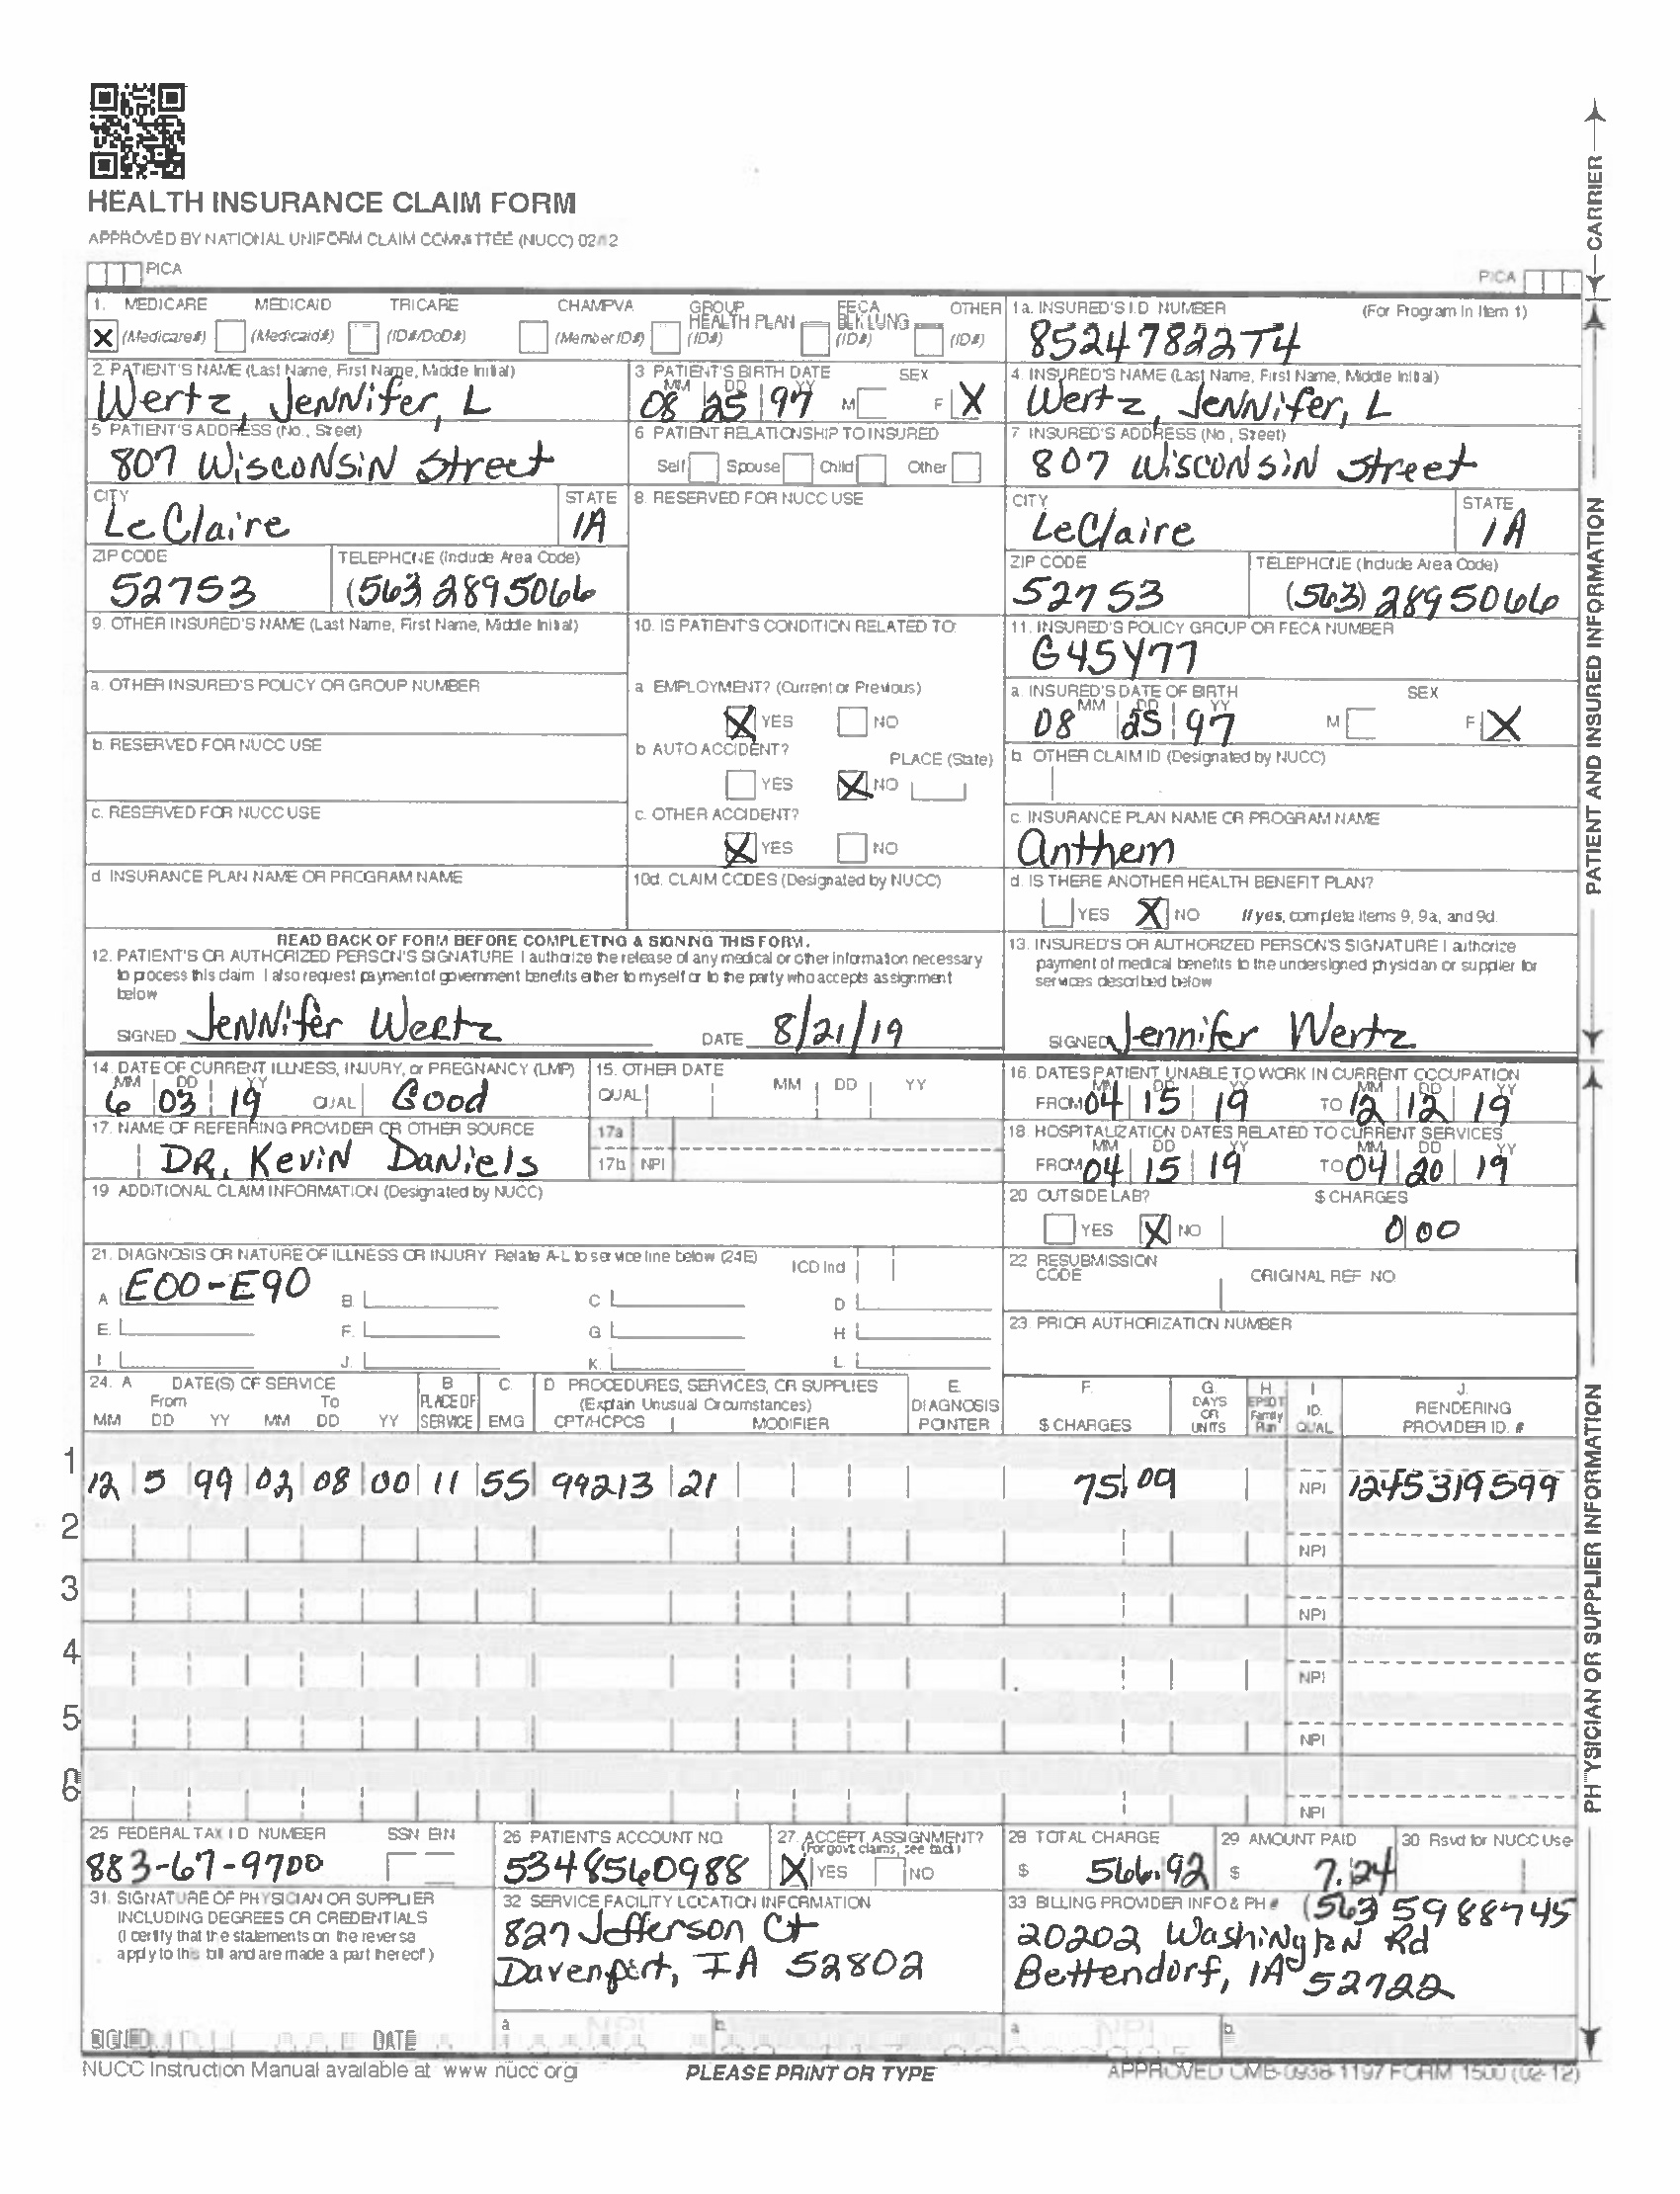 HEALTH INSURANCE CLAIM FORM
APPROVED BY NATIONAL UNIFORM CLAIM COMMITTEE (NUCC) 02/12
PICA
PICA
CARRIER
1. MEDICARE MEDICAID TRICARE CHAMPVA GROUP HEALTH PLAN FECA BLK LUNG OTHER
X (Medicare#) (Medicaid#) (ID#/DoD#) (Member ID#) (ID#) (ID#) (ID#)
1a. INSURED'S I.D. NUMBER (For Program in Item 1)
85247822T4
2. PATIENT'S NAME (Last Name, First Name, Middle Initial)
Wertz, Jennifer, L
3. PATIENT'S BIRTH DATE SEX
MM DD YY
08 25 97 M F X
4. INSURED'S NAME (Last Name, First Name, Middle Initial)
Wertz, Jennifer, L
5. PATIENT'S ADDRESS (No., Street)
807 Wisconsin Street
6. PATIENT RELATIONSHIP TO INSURED
Self Spouse Child Other
7. INSURED'S ADDRESS (No., Street)
807 Wisconsin Street
CITY STATE
LeClaire IA
8. RESERVED FOR NUCC USE
CITY STATE
LeClaire IA
ZIP CODE TELEPHONE (Include Area Code)
52753 (563 2895066
ZIP CODE TELEPHONE (Include Area Code)
52753 (563) 2895066
9. OTHER INSURED'S NAME (Last Name, First Name, Middle Initial)
10. IS PATIENT'S CONDITION RELATED TO:
11. INSURED'S POLICY GROUP OR FECA NUMBER
G45Y77
a. OTHER INSURED'S POLICY OR GROUP NUMBER
a. EMPLOYMENT? (Current or Previous)
X YES NO
a. INSURED'S DATE OF BIRTH SEX
MM DD YY
08 25 97 M F X
b. RESERVED FOR NUCC USE
b. AUTO ACCIDENT? PLACE (State)
YES X NO
b. OTHER CLAIM ID (Designated by NUCC)
c. RESERVED FOR NUCC USE
c. OTHER ACCIDENT?
X YES NO
c. INSURANCE PLAN NAME OR PROGRAM NAME
Anthem
d. INSURANCE PLAN NAME OR PROGRAM NAME
10d. CLAIM CODES (Designated by NUCC)
d. IS THERE ANOTHER HEALTH BENEFIT PLAN?
YES X NO If yes, complete items 9, 9a, and 9d.
PATIENT AND INSURED INFORMATION
READ BACK OF FORM BEFORE COMPLETING & SIGNING THIS FORM.
12. PATIENT'S OR AUTHORIZED PERSON'S SIGNATURE I authorize the release of any medical or other information necessary
to process this claim. I also request payment of government benefits either to myself or to the party who accepts assignment
below
SIGNED Jennifer Wertz DATE 8/21/19
13. INSURED'S OR AUTHORIZED PERSON'S SIGNATURE I authorize
payment of medical benefits to the undersigned physician or supplier for
services described below
SIGNED Jennifer Wertz
14. DATE OF CURRENT ILLNESS, INJURY, or PREGNANCY (LMP)
MM DD YY
6 03 19 QUAL Good
15. OTHER DATE
QUAL MM DD YY
16. DATES PATIENT UNABLE TO WORK IN CURRENT OCCUPATION
MM DD YY MM DD YY
FROM 04 15 19 TO 12 12 19
17. NAME OF REFERRING PROVIDER OR OTHER SOURCE
DR. Kevin Daniels
17a
17b NPI
18. HOSPITALIZATION DATES RELATED TO CURRENT SERVICES
MM DD YY MM DD YY
FROM 04 15 19 TO 04 20 19
19. ADDITIONAL CLAIM INFORMATION (Designated by NUCC)
20. OUTSIDE LAB? $ CHARGES
YES X NO 0 00
21. DIAGNOSIS OR NATURE OF ILLNESS OR INJURY Relate A-L to service line below (24E) ICD Ind
A E00-E90 B. C D
E. F. G H
I J. K. L
22 RESUBMISSION
CODE ORIGINAL REF. NO.
23. PRIOR AUTHORIZATION NUMBER
24. A DATE(S) OF SERVICE B PLACE OF SERVICE C. EMG D PROCEDURES, SERVICES, OR SUPPLIES E. DIAGNOSIS POINTER F. $ CHARGES G. DAYS OR UNITS H. EPSDT Family Plan I. ID. QUAL J. RENDERING PROVIDER ID. #
From To (Explain Unusual Circumstances)
MM DD YY MM DD YY CPT/HCPCS MODIFIER
1
12 5 99 02 08 00 11 55 99213 21 75.09 NPI 1245319599
2
NPI
3
NPI
4
NPI
5
NPI
6
NPI
25 FEDERAL TAX I.D. NUMBER SSN EIN
883-67-9700
26 PATIENT'S ACCOUNT NO.
5348560988
27. ACCEPT ASSIGNMENT?
(For govt. claims, see back)
X YES NO
28 TOTAL CHARGE
$ 566.92
29 AMOUNT PAID
$ 7.24
30 Rsvd for NUCC Use
31. SIGNATURE OF PHYSICIAN OR SUPPLIER
INCLUDING DEGREES OR CREDENTIALS
(I certify that the statements on the reverse
apply to this bill and are made a part thereof.)
SIGNED DATE
32 SERVICE FACILITY LOCATION INFORMATION
827 Jefferson Ct
Davenport, IA 52802
a. NPI b.
33 BILLING PROVIDER INFO & PH # (563 5988745
20202 Washington Rd
Bettendorf, IA 52722
a. NPI b.
PHYSICIAN OR SUPPLIER INFORMATION
NUCC Instruction Manual available at www nucc org
PLEASE PRINT OR TYPE
APPROVED OMB-0938-1197 FORM 1500 (02-12)